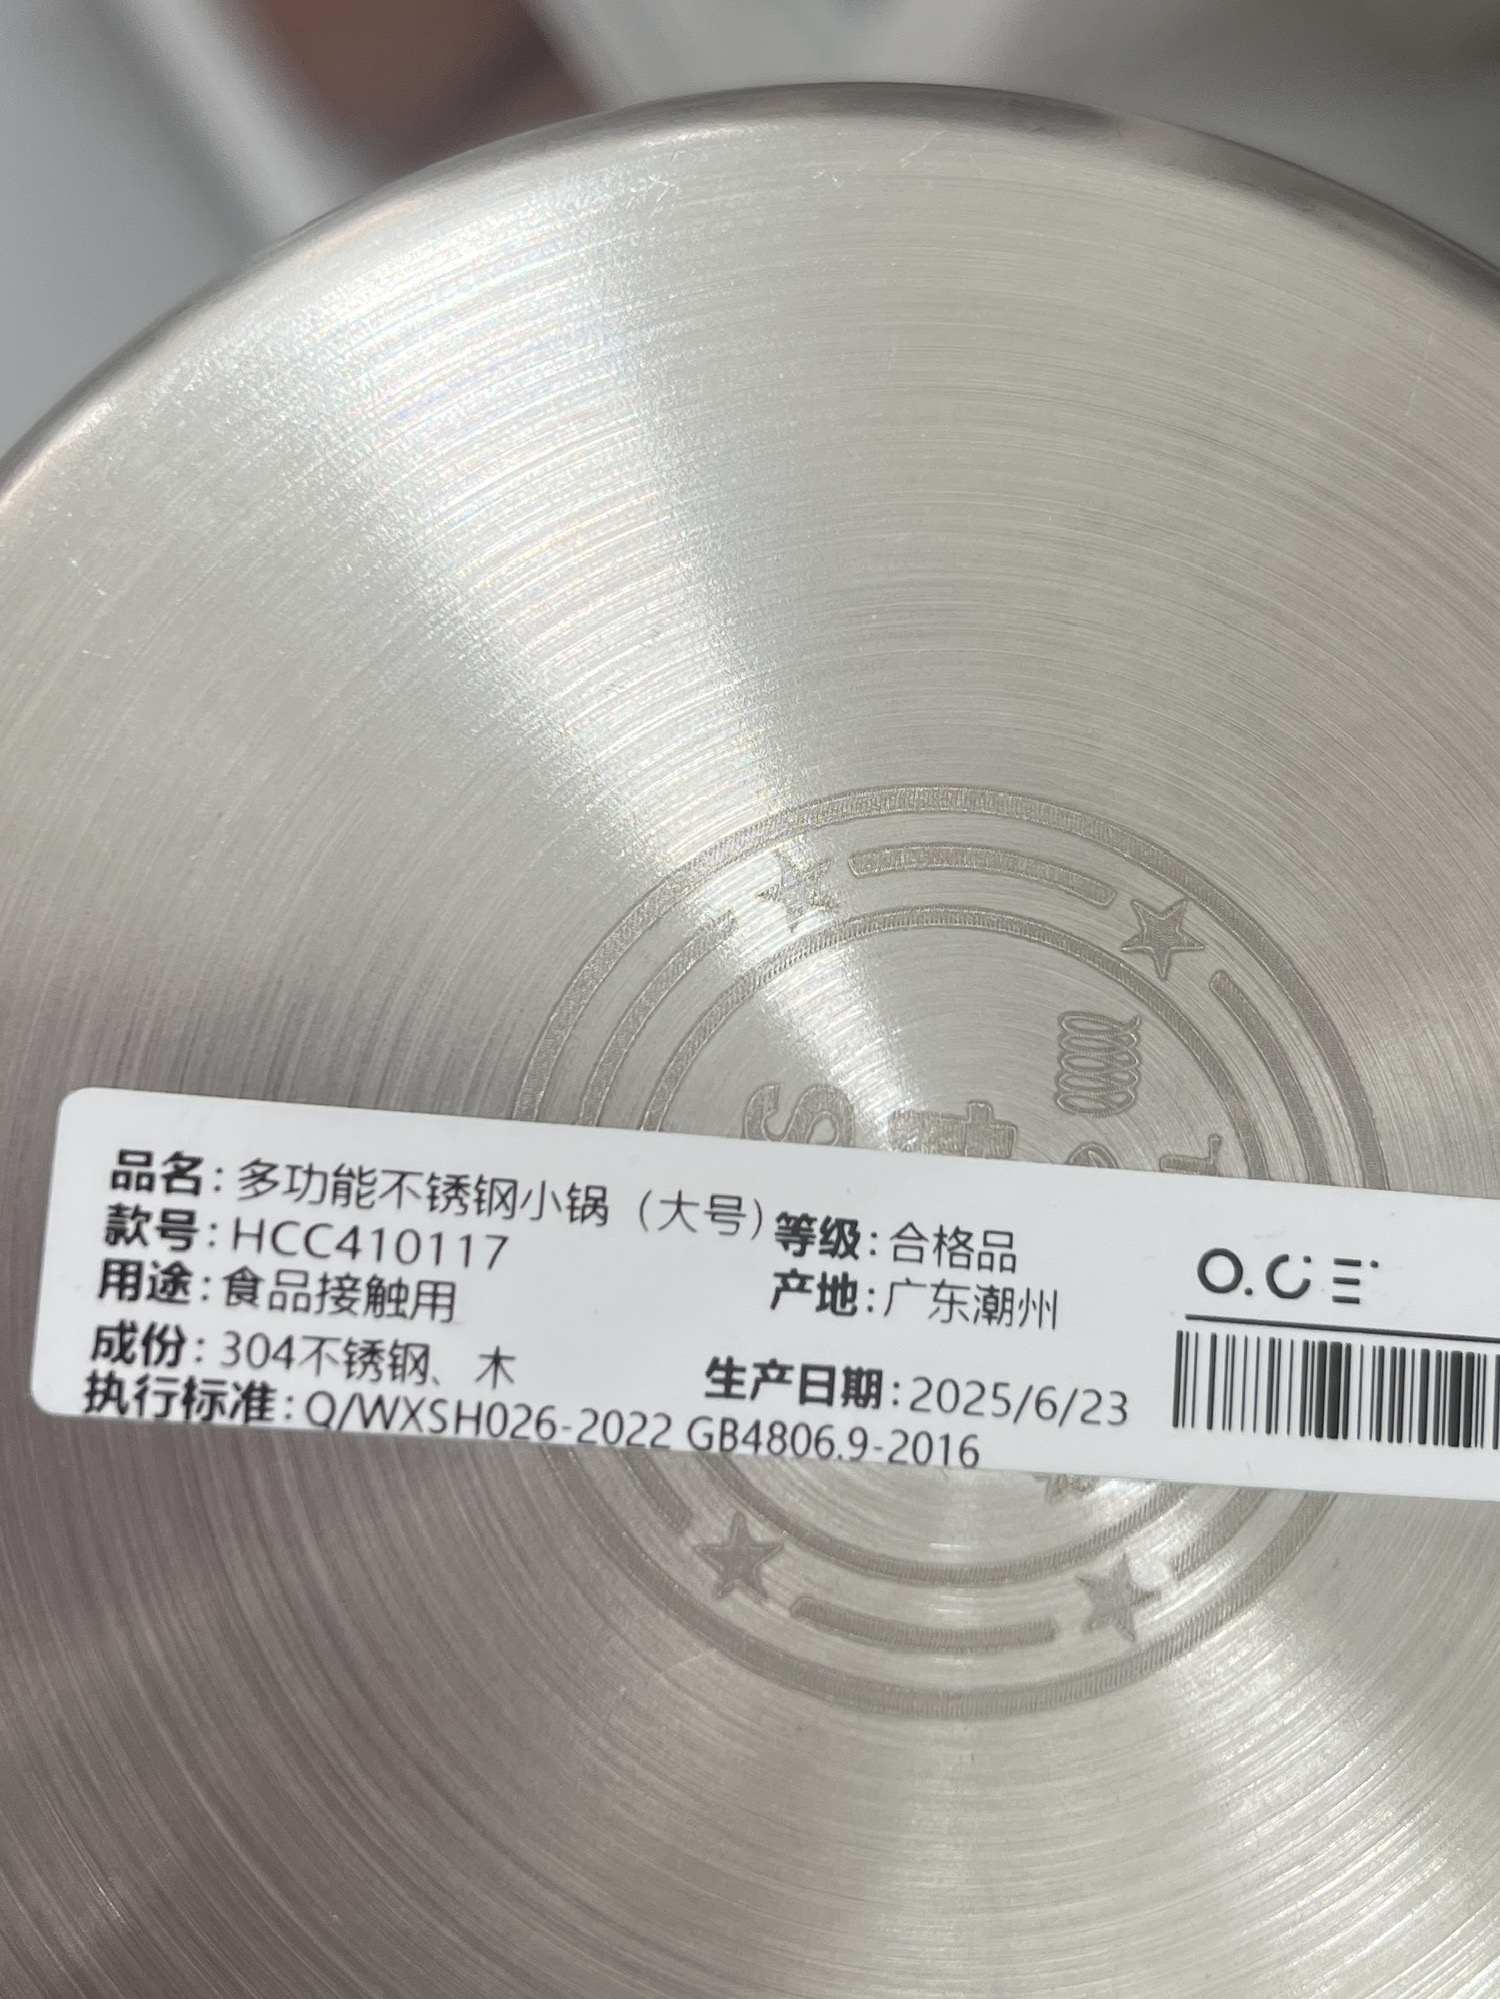 品名：多功能不锈钢小锅（大号）
款号：HCC410117
用途：食品接触用
成份：304不锈钢、木
执行标准：Q/WXSH026-2022 GB4806.9-2016
等级：合格品
产地：广东潮州
生产日期：2025/6/23
O.CE